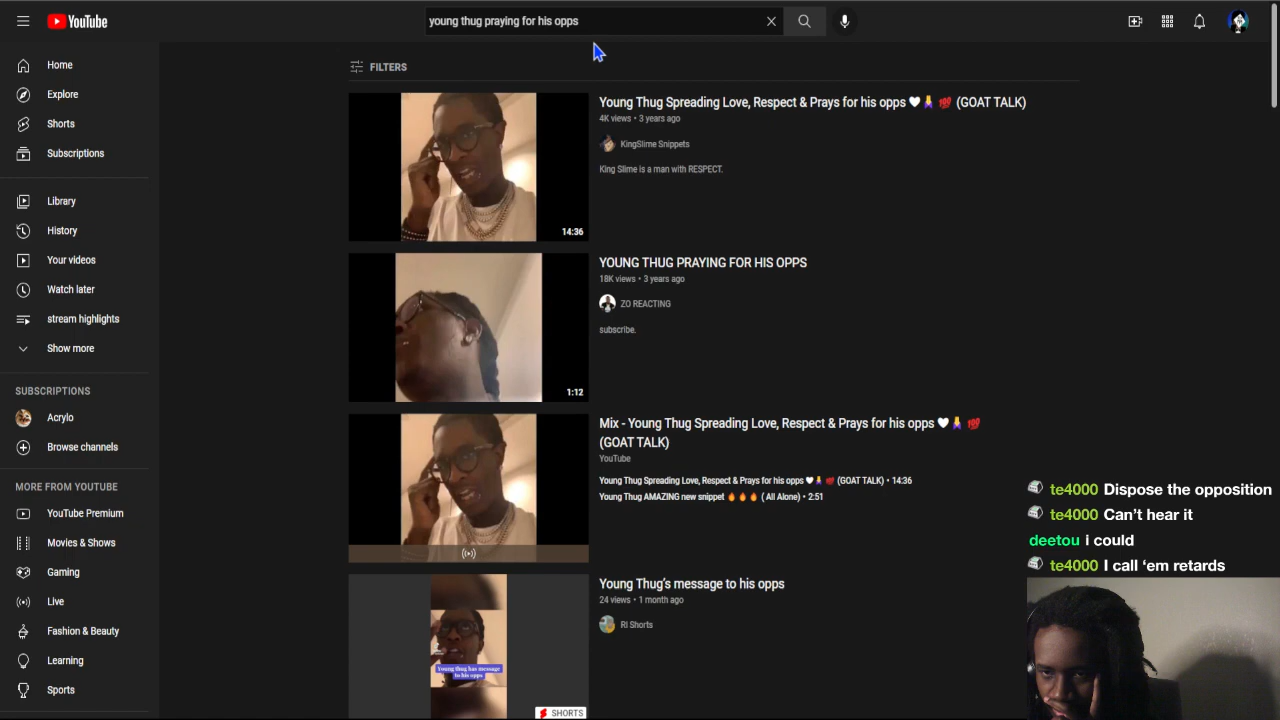 YouTube
young thug praying for his opps
Home
Explore
Shorts
Subscriptions
Library
History
Your videos
Watch later
stream highlights
Show more
SUBSCRIPTIONS
Acrylo
Browse channels
MORE FROM YOUTUBE
YouTube Premium
Movies & Shows
Gaming
Live
Fashion & Beauty
Learning
Sports
FILTERS
14:36
Young Thug Spreading Love, Respect & Prays for his opps 🤍🧎‍♀️💯 (GOAT TALK)
4K views • 3 years ago
KingSlime Snippets
King Slime is a man with RESPECT.
1:12
YOUNG THUG PRAYING FOR HIS OPPS
18K views • 3 years ago
ZO REACTING
subscribe.
Mix - Young Thug Spreading Love, Respect & Prays for his opps 🤍🧎‍♀️💯
(GOAT TALK)
YouTube
Young Thug Spreading Love, Respect & Prays for his opps 🤍🧎‍♀️💯 (GOAT TALK) • 14:36
Young Thug AMAZING new snippet 🔥🔥🔥 ( All Alone) • 2:51
Young thug has message
to his opps
SHORTS
Young Thug's message to his opps
24 views • 1 month ago
RI Shorts
te4000 Dispose the opposition
te4000 Can't hear it
deetou i could
te4000 I call 'em retards